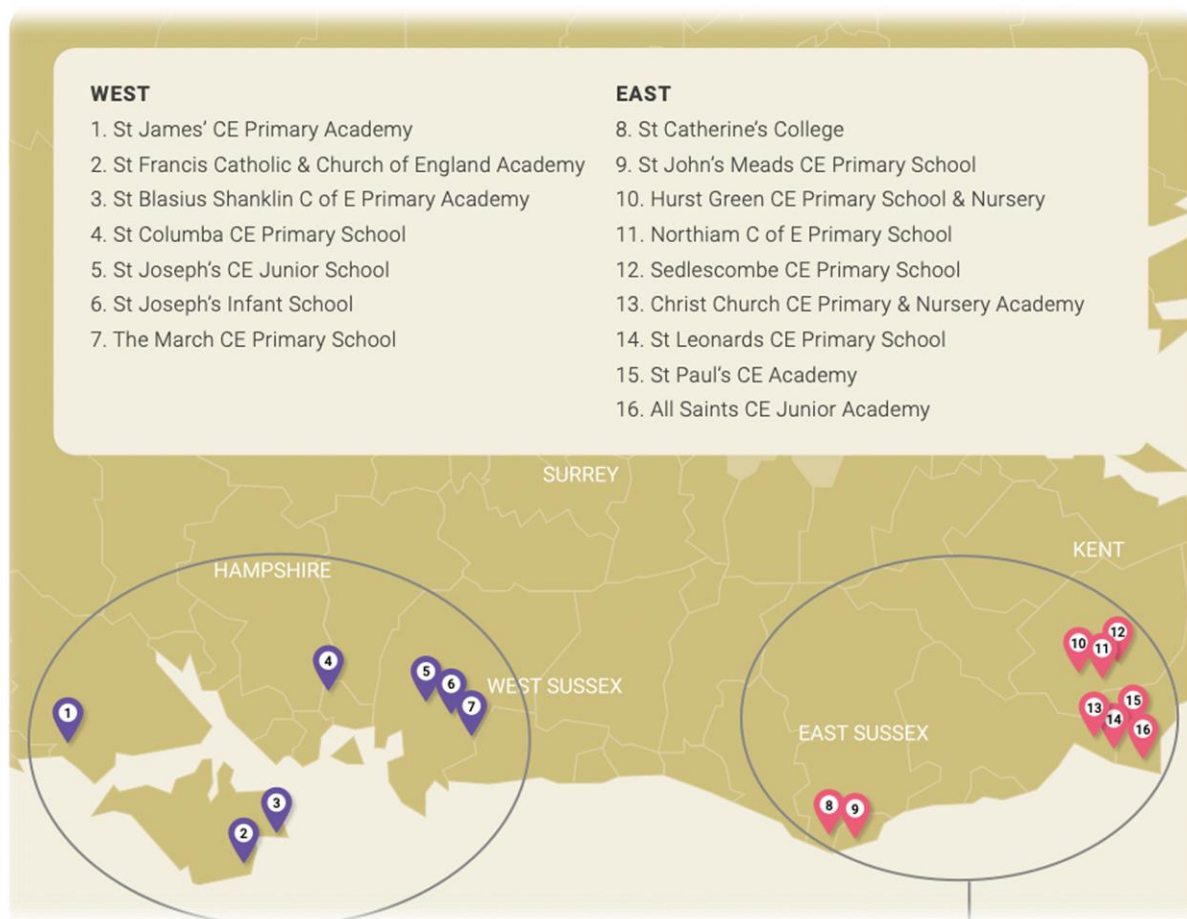 WEST
1. St James’ CE Primary Academy
2. St Francis Catholic & Church of England Academy
3. St Blasius Shanklin C of E Primary Academy
4. St Columba CE Primary School
5. St Joseph’s CE Junior School
6. St Joseph’s Infant School
7. The March CE Primary School
EAST
8. St Catherine’s College
9. St John’s Meads CE Primary School
10. Hurst Green CE Primary School & Nursery
11. Northiam C of E Primary School
12. Sedlescombe CE Primary School
13. Christ Church CE Primary & Nursery Academy
14. St Leonards CE Primary School
15. St Paul’s CE Academy
16. All Saints CE Junior Academy
SURREY
KENT
HAMPSHIRE
WEST SUSSEX
EAST SUSSEX
1
2
3
4
5
6
7
8
9
10
11
12
13
14
15
16